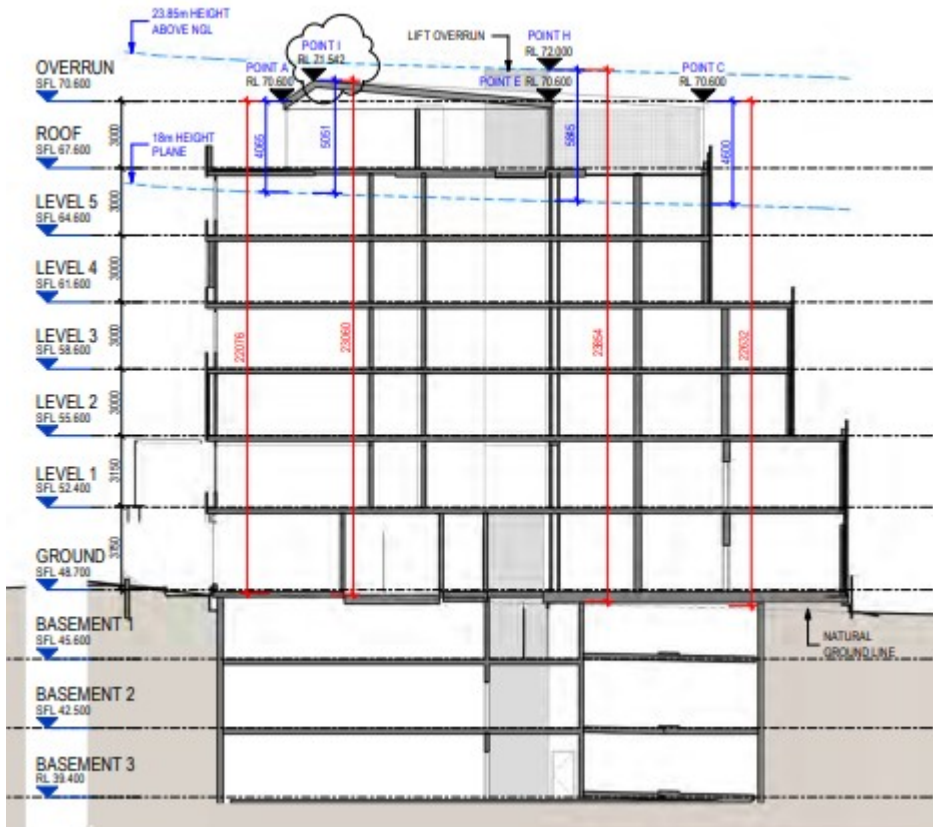 23.85m HEIGHT
ABOVE NGL
LIFT OVERRUN
POINT H
RL 72.000
POINT I
RL 71.542
POINT A
RL 70.600
POINT E RL 70.600
POINT C
RL 70.600
OVERRUN
SFL 70.600
3000
4065
5051
5885
4600
ROOF
SFL 67.600
18m HEIGHT
PLANE
3000
LEVEL 5
SFL 64.600
3000
LEVEL 4
SFL 61.600
3000
LEVEL 3
SFL 58.600
22076
23060
23854
22632
3000
LEVEL 2
SFL 55.600
3150
LEVEL 1
SFL 52.400
GROUND
SFL 48.700
BASEMENT 1
SFL 45.600
NATURAL
GROUND LINE
BASEMENT 2
SFL 42.500
BASEMENT 3
RL 39.400